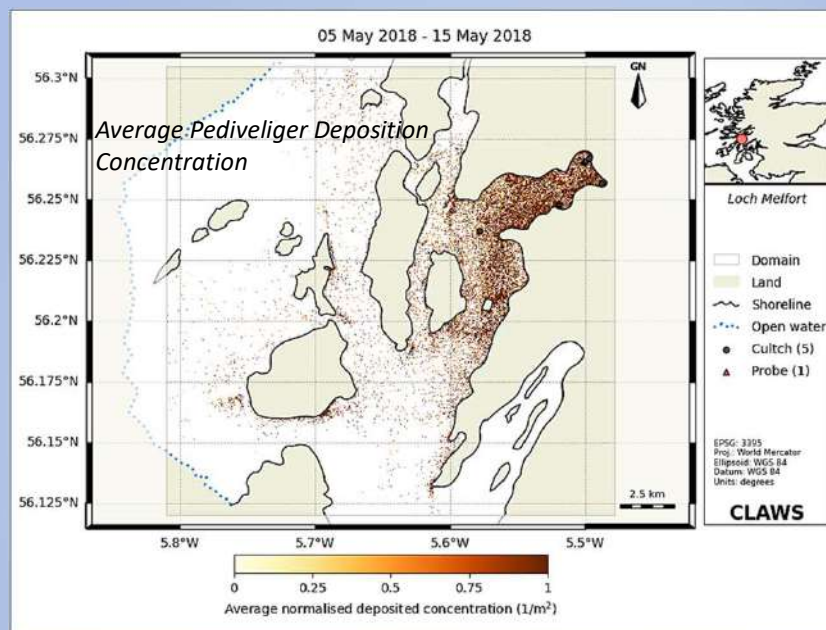 05 May 2018 - 15 May 2018
56.3°N
56.275°N
56.25°N
56.225°N
56.2°N
56.175°N
56.15°N
56.125°N
Average Pediveliger Deposition
Concentration
GN
2.5 km
5.8°W
5.7°W
5.6°W
5.5°W
0
0.25
0.5
0.75
1
Average normalised deposited concentration (1/m²)
Loch Melfort
Domain
Land
Shoreline
Open water
Cultch (5)
Probe (1)
EPSG: 3395
Proj.: World Mercator
Ellipsoid: WGS 84
Datum: WGS 84
Units: degrees
CLAWS